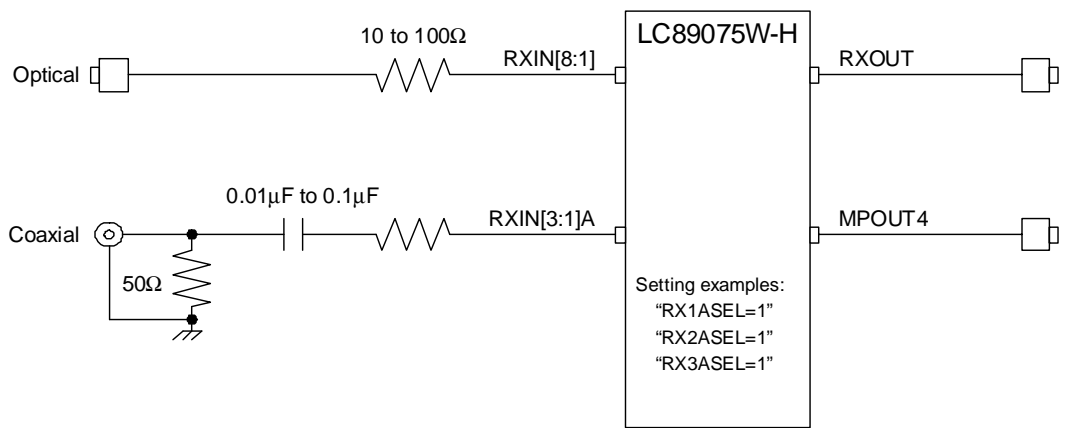 LC89075W-H
10 to 100Ω
Optical
RXIN[8:1]
RXOUT
0.01μF to 0.1μF
Coaxial
RXIN[3:1]A
MPOUT4
50Ω
Setting examples:
“RX1ASEL=1”
“RX2ASEL=1”
“RX3ASEL=1”